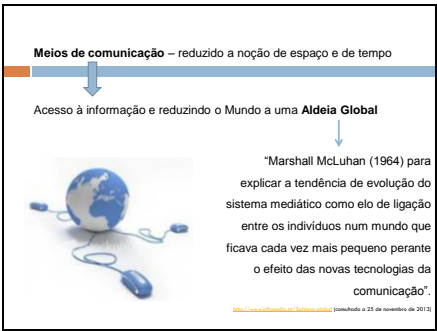 Meios de comunicação – reduzido a noção de espaço e de tempo
Acesso à informação e reduzindo o Mundo a uma Aldeia Global
“Marshall McLuhan (1964) para
explicar a tendência de evolução do
sistema mediático como elo de ligação
entre os indivíduos num mundo que
ficava cada vez mais pequeno perante
o efeito das novas tecnologias da
comunicação”.
(consultado a 25 de novembro de 2013)